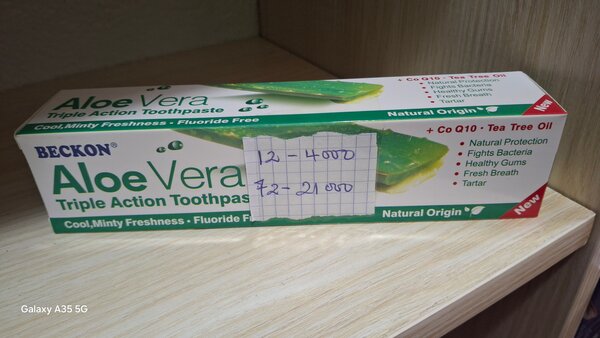 Aloe Vera
Triple Action Toothpaste
Cool,Minty Freshness - Fluoride Free
+ Co Q10 · Tea Tree Oil
• Natural Protection
• Fights Bacteria
• Healthy Gums
• Fresh Breath
• Tartar
Natural Origin
New
BECKON®
Aloe Vera
Triple Action Toothpas
Cool,Minty Freshness • Fluoride F
12 - 4000
72 - 21000
+ Co Q10 · Tea Tree Oil
• Natural Protection
• Fights Bacteria
• Healthy Gums
• Fresh Breath
• Tartar
Natural Origin
New
Galaxy A35 5G